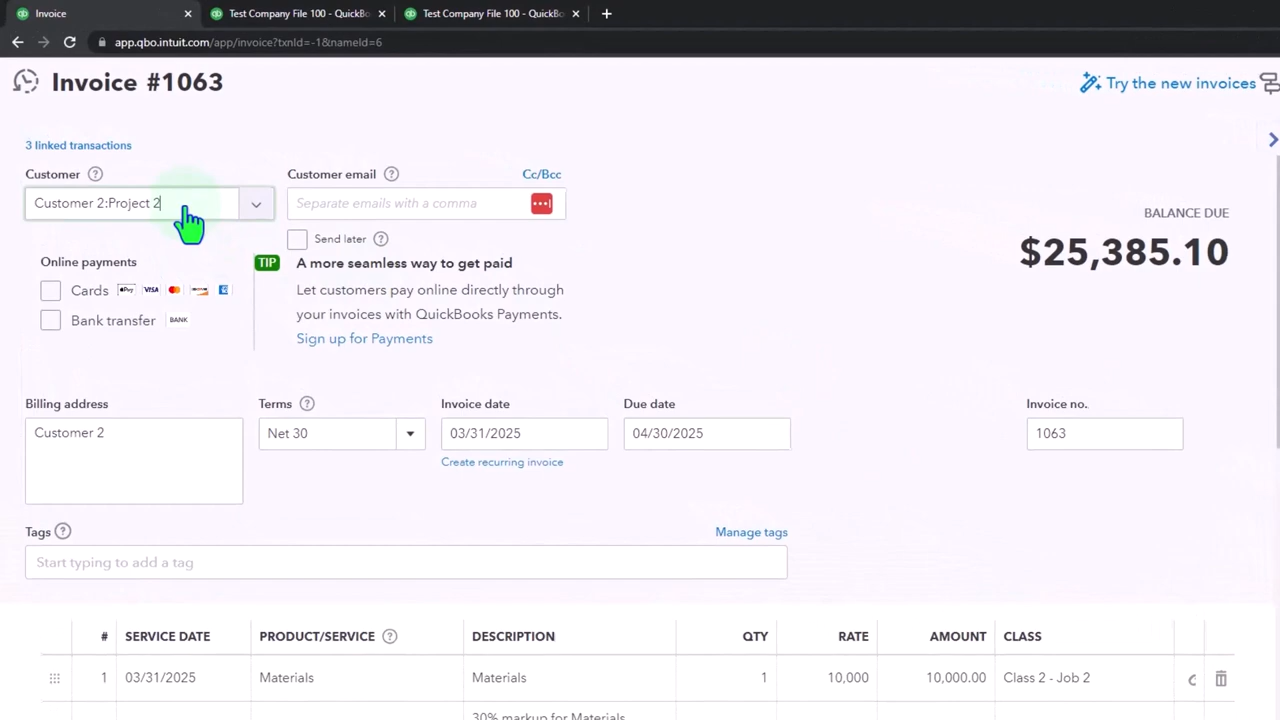 Invoice
Test Company File 100 - QuickBo
Test Company File 100 - QuickBo
app.qbo.intuit.com/app/invoice?txnId=-1&nameId=6
Invoice #1063
Try the new invoices
3 linked transactions
Customer
Customer email
Cc/Bcc
Customer 2:Project 2
Separate emails with a comma
BALANCE DUE
$25,385.10
Send later
Online payments
TIP
A more seamless way to get paid
Cards
Pay
VISA
Let customers pay online directly through
your invoices with QuickBooks Payments.
Bank transfer
BANK
Sign up for Payments
Billing address
Terms
Invoice date
Due date
Invoice no.
Customer 2
Net 30
03/31/2025
04/30/2025
1063
Create recurring invoice
Tags
Manage tags
Start typing to add a tag
# SERVICE DATE PRODUCT/SERVICE DESCRIPTION QTY RATE AMOUNT CLASS
1 03/31/2025 Materials Materials 1 10,000 10,000.00 Class 2 - Job 2
30% markup for Materials